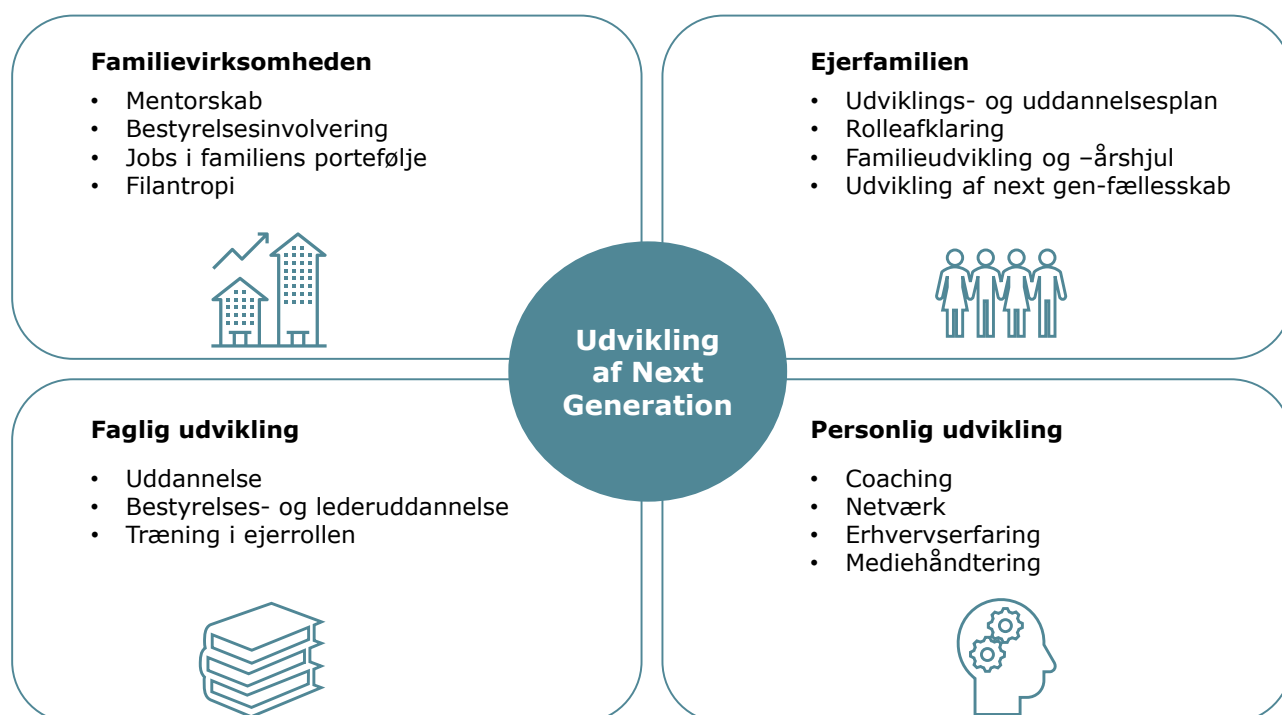 Familievirksomheden
• Mentorskab
• Bestyrelsesinvolvering
• Jobs i familiens portefølje
• Filantropi
Ejerfamilien
• Udviklings- og uddannelsesplan
• Rolleafklaring
• Familieudvikling og –årshjul
• Udvikling af next gen-fællesskab
Udvikling
af Next
Generation
Faglig udvikling
• Uddannelse
• Bestyrelses- og lederuddannelse
• Træning i ejerrollen
Personlig udvikling
• Coaching
• Netværk
• Erhvervserfaring
• Mediehåndtering